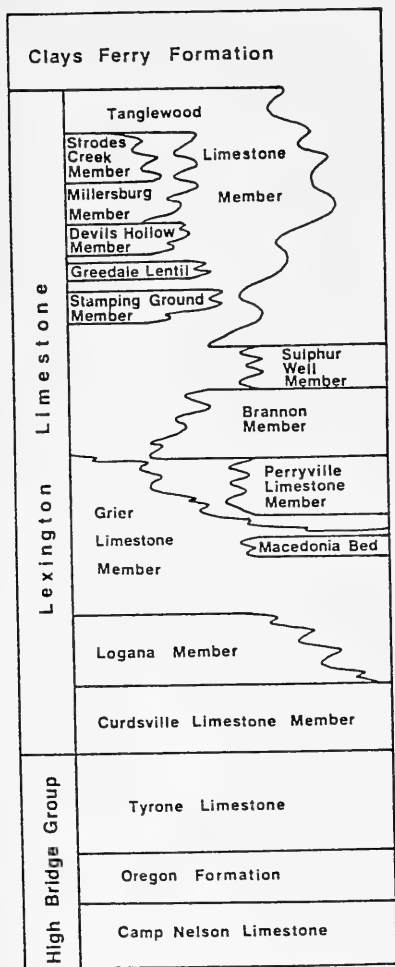 Clays Ferry Formation
Lexington Limestone
Tanglewood
Limestone
Member
Strodes
Creek
Member
Millersburg
Member
Devils Hollow
Member
Greedale Lentil
Stamping Ground
Member
Sulphur
Well
Member
Brannon
Member
Perryville
Limestone
Member
Grier
Limestone
Member
Macedonia Bed
Logana Member
Curdsville Limestone Member
High Bridge Group
Tyrone Limestone
Oregon Formation
Camp Nelson Limestone